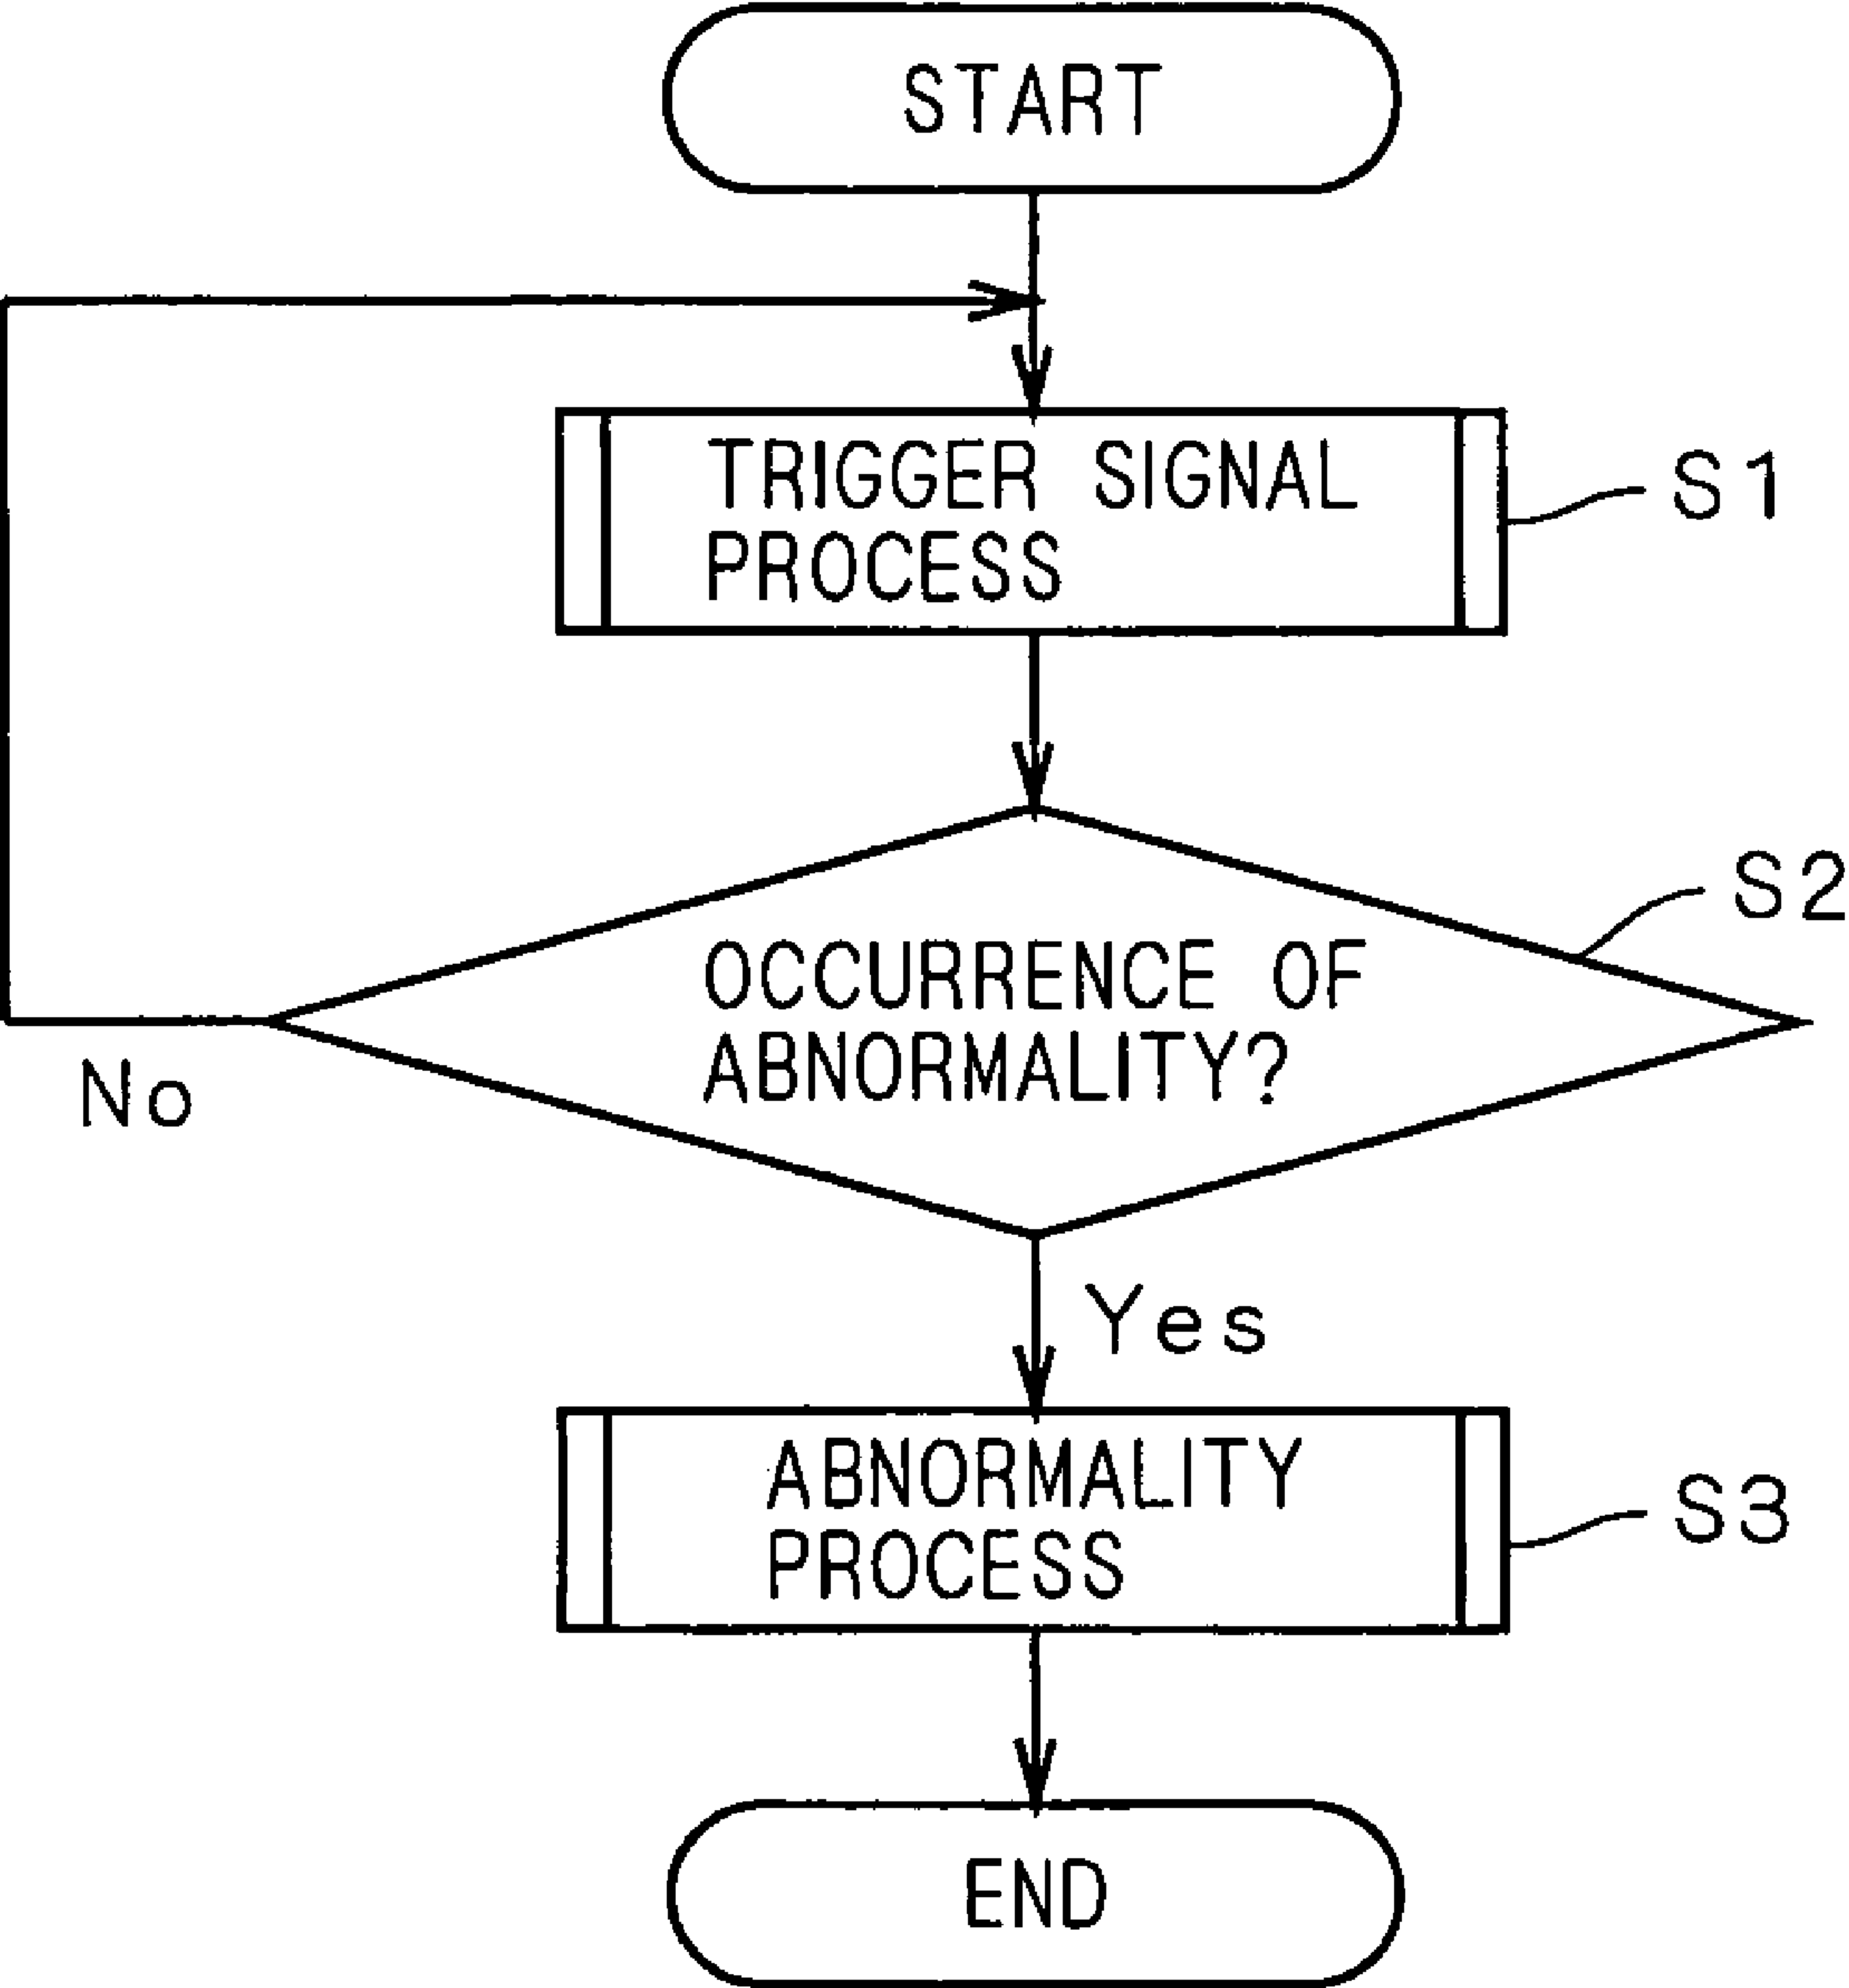 START
TRIGGER SIGNAL
PROCESS
S1
S2
OCCURRENCE OF
ABNORMALITY?
No
Yes
ABNORMALITY
PROCESS
S3
END